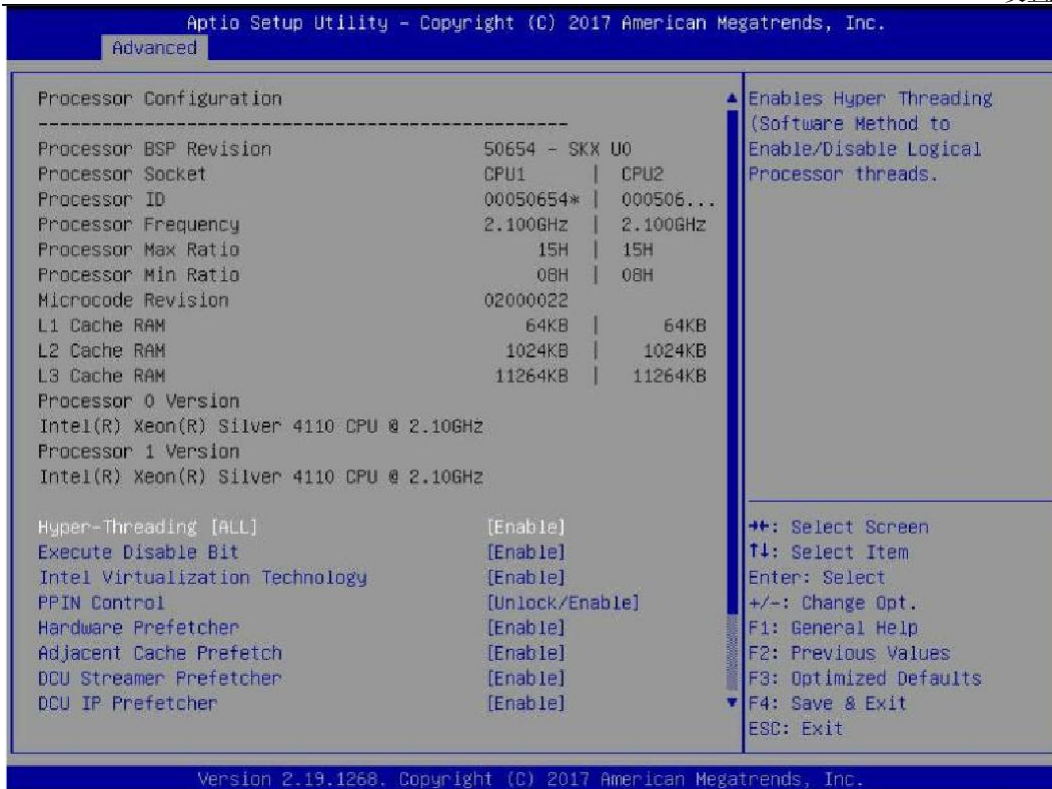 Aptio Setup Utility - Copyright (C) 2017 American Megatrends, Inc.
Advanced
Processor Configuration
--------------------------------------------------
Processor BSP Revision 50654 - SKX U0
Processor Socket CPU1 | CPU2
Processor ID 00050654* | 000506...
Processor Frequency 2.100GHz | 2.100GHz
Processor Max Ratio 15H | 15H
Processor Min Ratio 08H | 08H
Microcode Revision 02000022
L1 Cache RAM 64KB | 64KB
L2 Cache RAM 1024KB | 1024KB
L3 Cache RAM 11264KB | 11264KB
Processor 0 Version
Intel(R) Xeon(R) Silver 4110 CPU @ 2.10GHz
Processor 1 Version
Intel(R) Xeon(R) Silver 4110 CPU @ 2.10GHz
Hyper-Threading [ALL] [Enable]
Execute Disable Bit [Enable]
Intel Virtualization Technology [Enable]
PPIN Control [Unlock/Enable]
Hardware Prefetcher [Enable]
Adjacent Cache Prefetch [Enable]
DCU Streamer Prefetcher [Enable]
DCU IP Prefetcher [Enable]
Enables Hyper Threading
(Software Method to
Enable/Disable Logical
Processor threads.
→←: Select Screen
↑↓: Select Item
Enter: Select
+/-: Change Opt.
F1: General Help
F2: Previous Values
F3: Optimized Defaults
F4: Save & Exit
ESC: Exit
Version 2.19.1268. Copyright (C) 2017 American Megatrends, Inc.